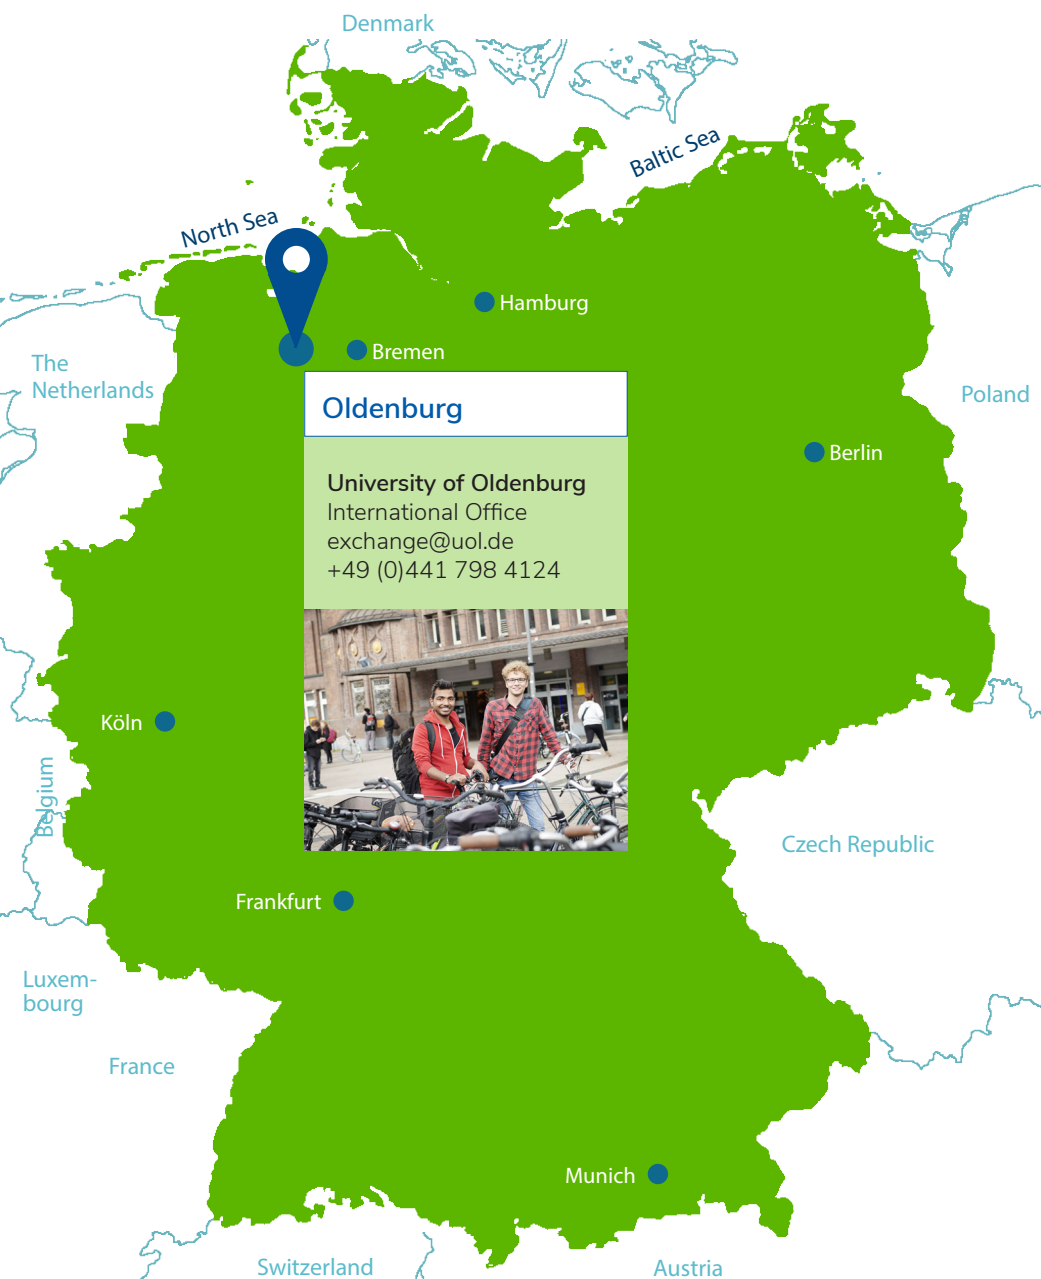 Denmark
Baltic Sea
North Sea
Hamburg
Bremen
The
Netherlands
Poland
Oldenburg
Berlin
University of Oldenburg
International Office
exchange@uol.de
+49 (0)441 798 4124
Köln
Belgium
Czech Republic
Frankfurt
Luxem-
bourg
France
Munich
Switzerland
Austria